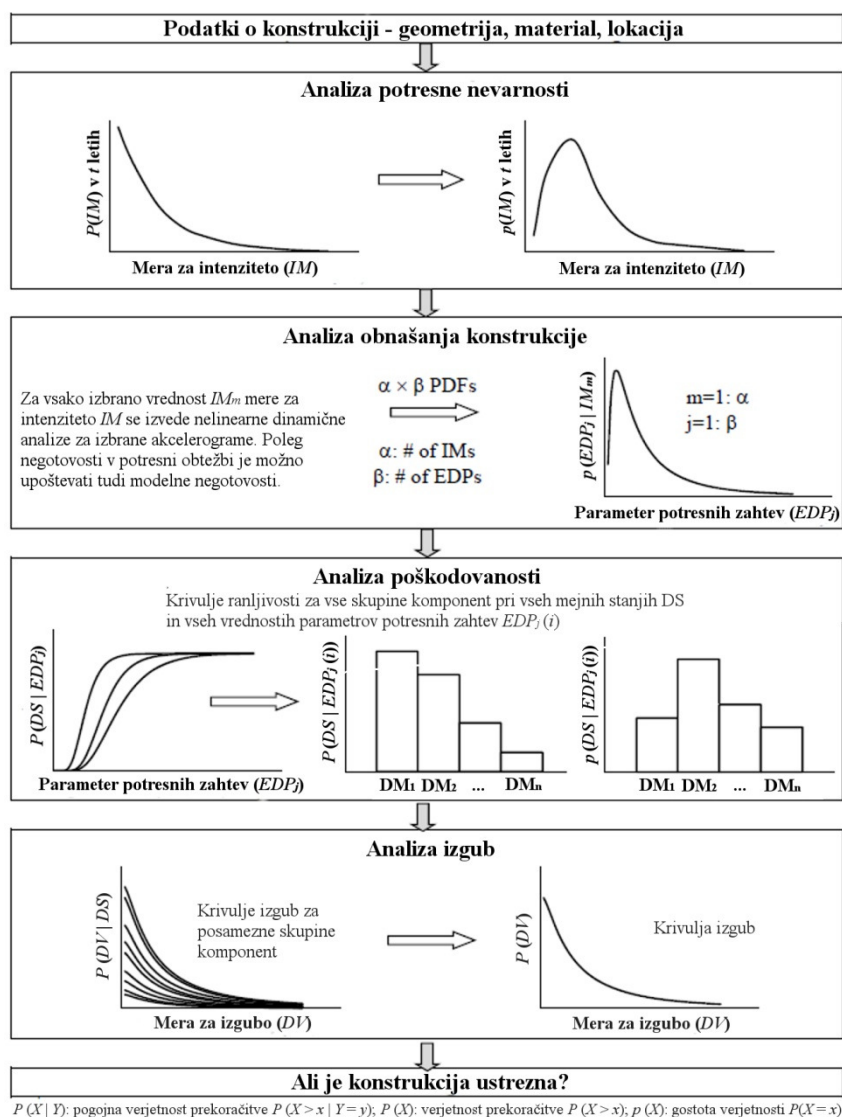 Podatki o konstrukciji - geometrija, material, lokacija
Analiza potresne nevarnosti
P(IM) v t letih
Mera za intenziteto (IM)
p(IM) v t letih
Mera za intenziteto (IM)
Analiza obnašanja konstrukcije
Za vsako izbrano vrednost IMm mere za
intenziteto IM se izvede nelinearne dinamične
analize za izbrane akcelerograme. Poleg
negotovosti v potresni obtežbi je možno
upoštevati tudi modelne negotovosti.
α × β PDFs
α: # of IMs
β: # of EDPs
p(EDPj | IMm)
m=1: α
j=1: β
Parameter potresnih zahtev (EDPj)
Analiza poškodovanosti
Krivulje ranljivosti za vse skupine komponent pri vseh mejnih stanjih DS
in vseh vrednostih parametrov potresnih zahtev EDPj (i)
P(DS | EDPj)
Parameter potresnih zahtev (EDPj)
P(DS | EDPj (i))
DM1 DM2 ... DMn
p(DS | EDPj(i))
DM1 DM2 ... DMn
Analiza izgub
P (DV | DS)
Krivulje izgub za
posamezne skupine
komponent
Mera za izgubo (DV)
P (DV)
Krivulja izgub
Mera za izgubo (DV)
Ali je konstrukcija ustrezna?
P (X | Y): pogojna verjetnost prekoračitve P (X > x | Y = y); P (X): verjetnost prekoračitve P (X > x); p (X): gostota verjetnosti P(X = x)